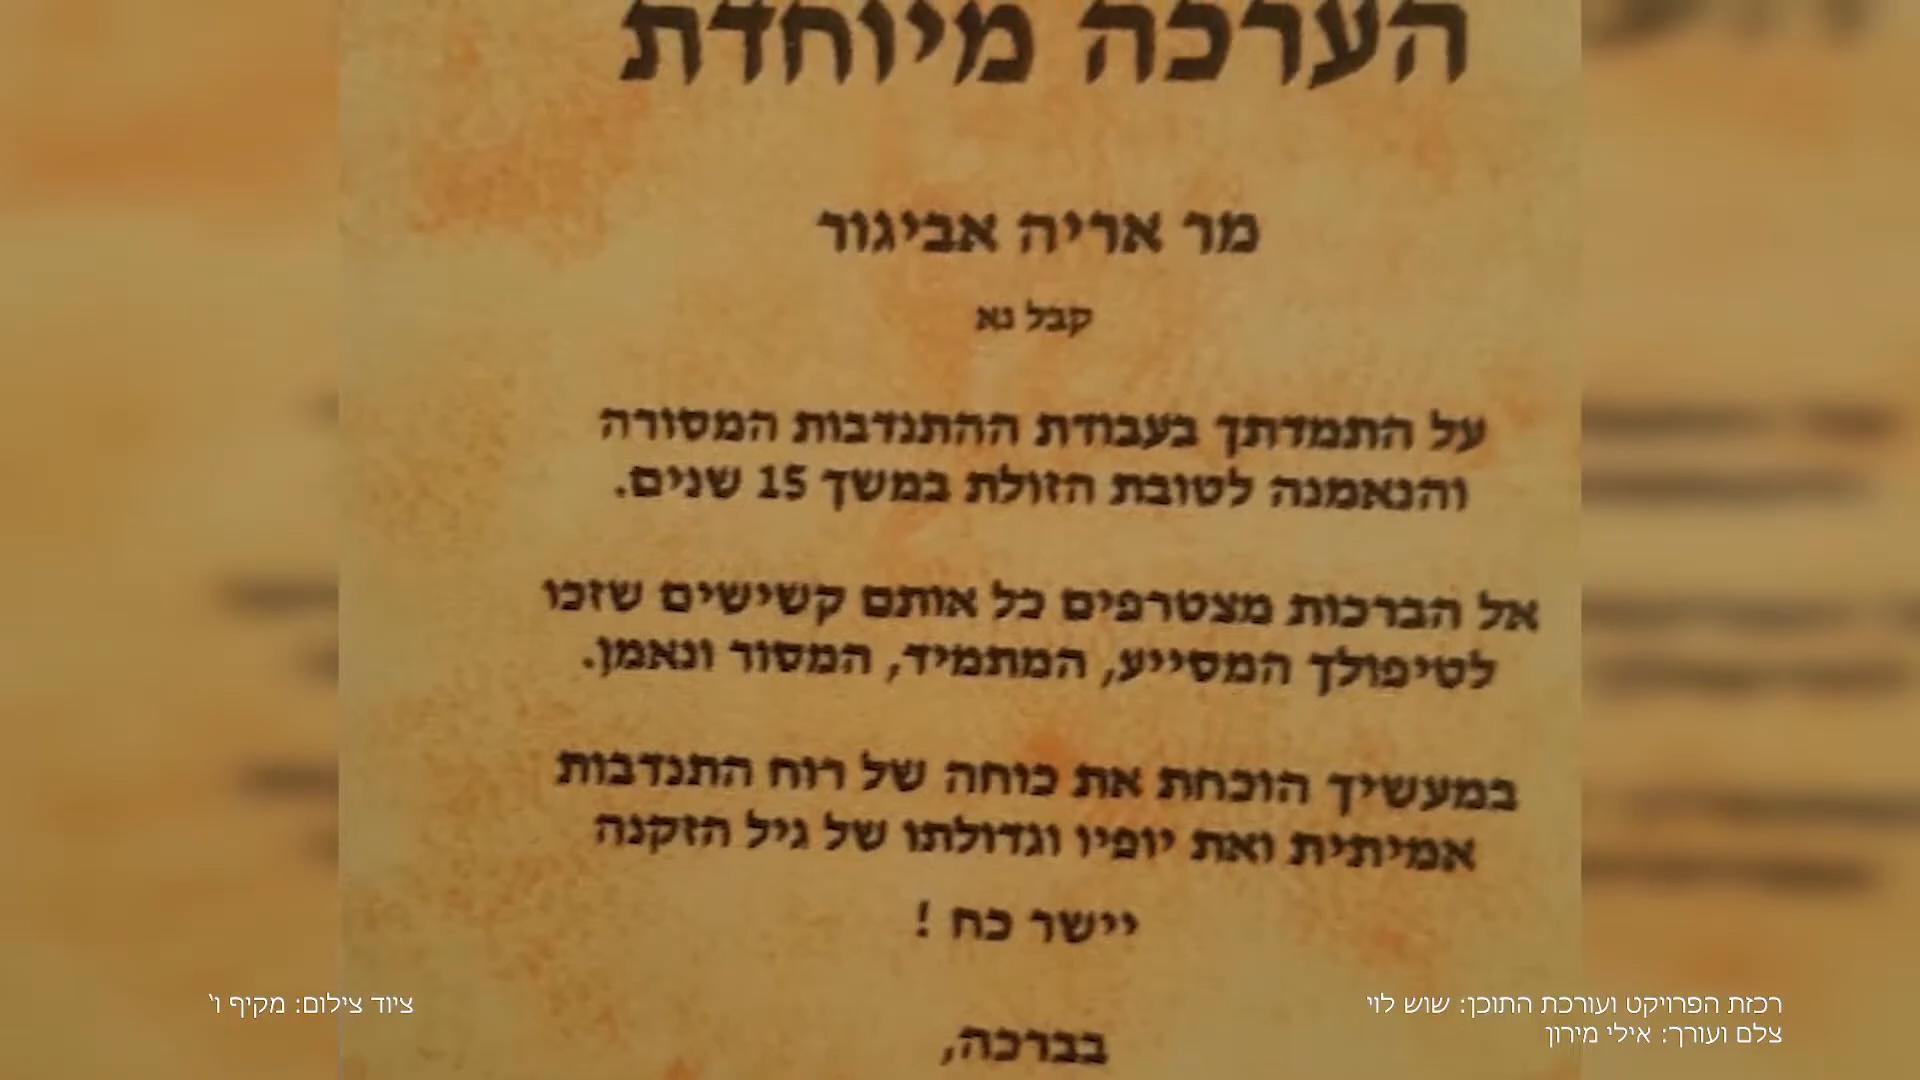 הערכה מיוחדת
מר אריה אביגור
קבל נא
על התמדתך בעבודת ההתנדבות המסורה
והנאמנה לטובת הזולת במשך 15 שנים.
אל הברכות מצטרפים כל אותם קשישים שזכו
לטיפולך המסייע, המתמיד, המסור ונאמן.
במעשיך הוכחת את כוחה של רוח התנדבות
אמיתית ואת יופיו וגדולתו של גיל הזקנה
יישר כח !
בברכה,
רכזת הפרויקט ועורכת התוכן: שוש לוי
צלם ועורך: אילי מירון
ציוד צילום: מקיף ו'